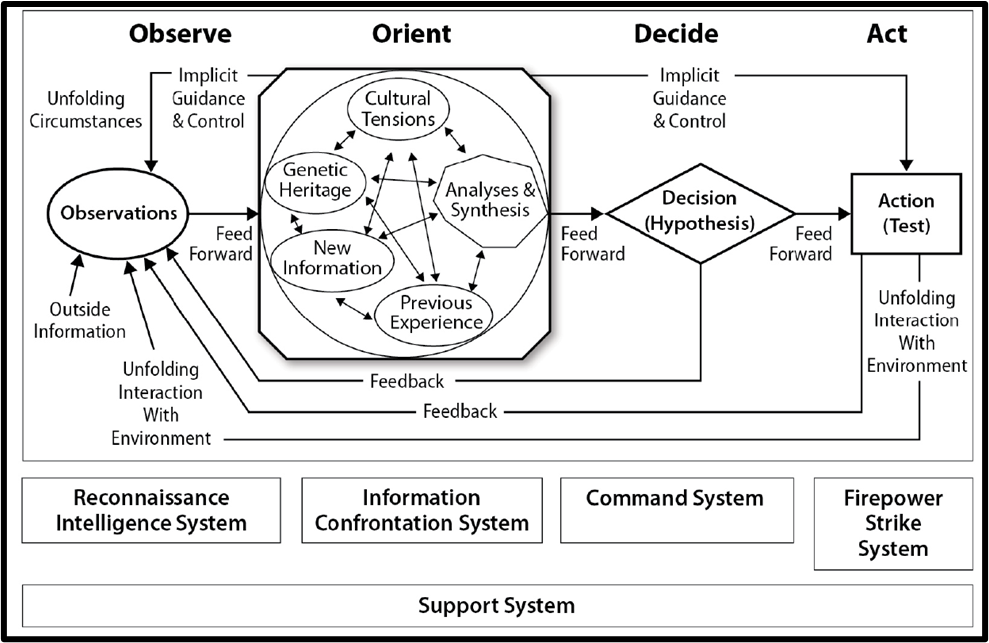 Observe
Orient
Decide
Act
Unfolding
Circumstances
Implicit
Guidance
& Control
Cultural
Tensions
Genetic
Heritage
Analyses &
Synthesis
New
Information
Previous
Experience
Implicit
Guidance
& Control
Observations
Feed
Forward
Feed
Forward
Decision
(Hypothesis)
Feed
Forward
Action
(Test)
Outside
Information
Unfolding
Interaction
With
Environment
Unfolding
Interaction
With
Environment
Feedback
Feedback
Reconnaissance
Intelligence System
Information
Confrontation System
Command System
Firepower
Strike
System
Support System